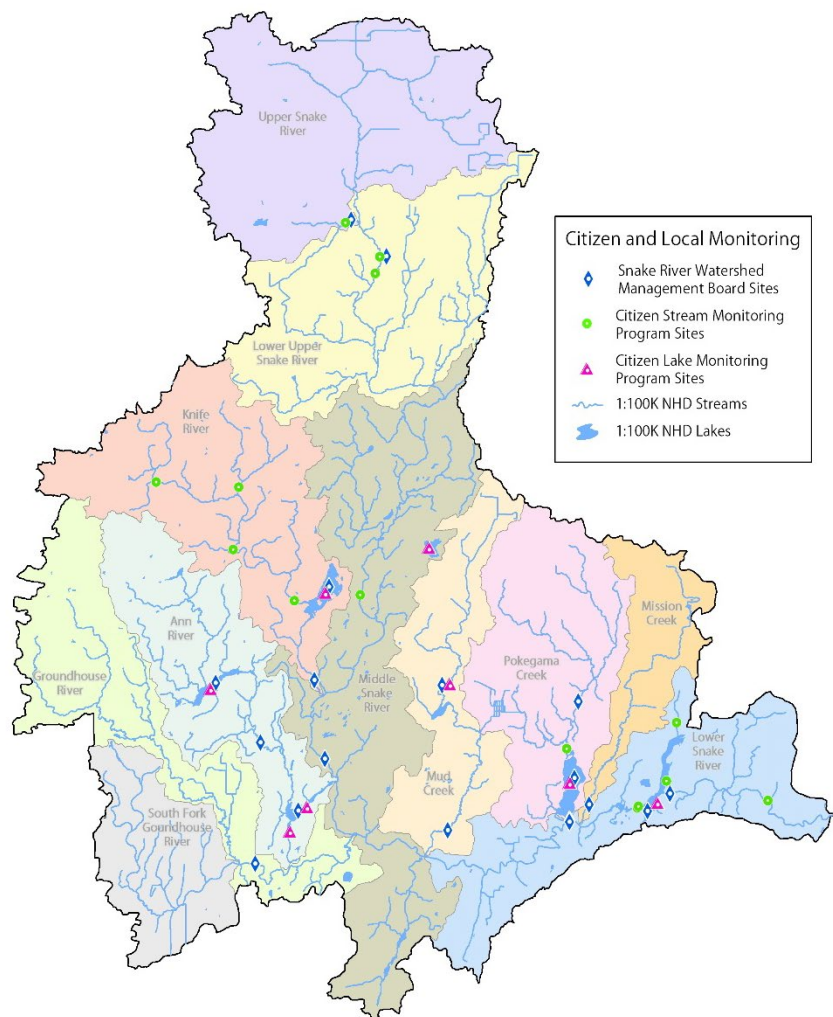 Upper Snake
River
Citizen and Local Monitoring
Snake River Watershed
Management Board Sites
Citizen Stream Monitoring
Program Sites
Citizen Lake Monitoring
Program Sites
1:100K NHD Streams
1:100K NHD Lakes
Lower Upper
Snake River
Knife
River
Ann
River
Groundhouse
River
Middle
Snake
River
Pokegama
Creek
Mission
Creek
Lower
Snake
River
Mud
Creek
South Fork
Goundhouse
River